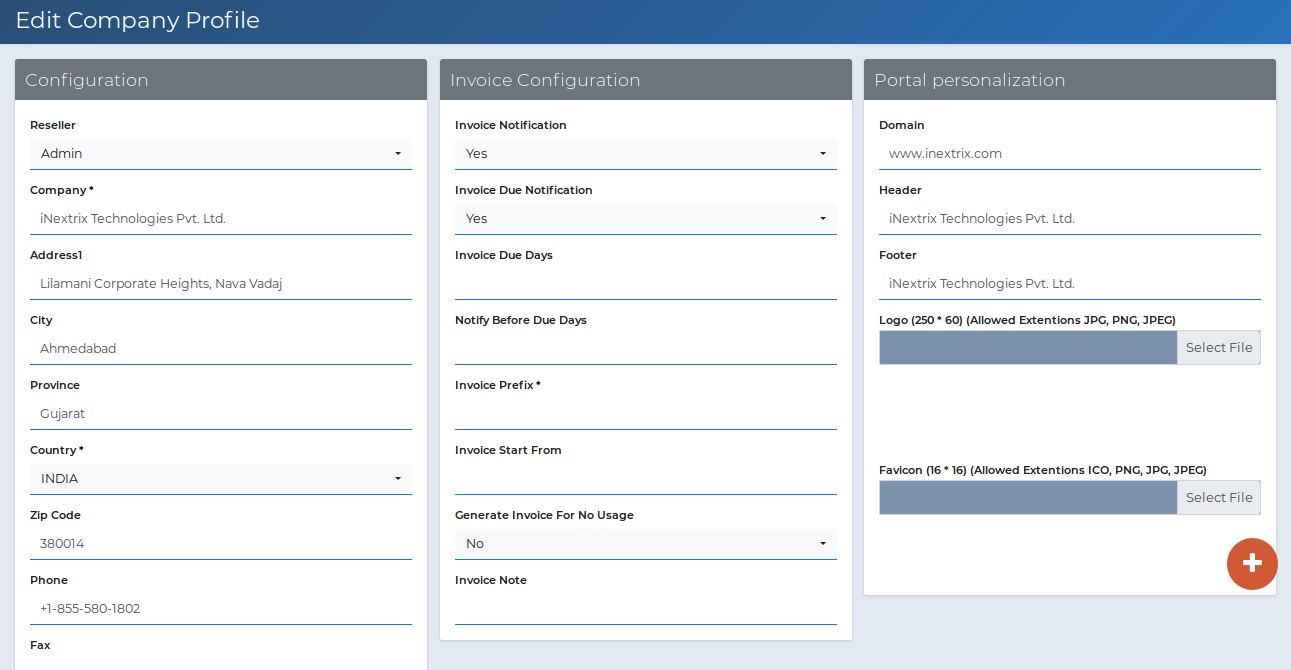 Edit Company Profile
Configuration
Reseller
Admin
Company *
iNextrix Technologies Pvt. Ltd.
Address1
Lilamani Corporate Heights, Nava Vadaj
City
Ahmedabad
Province
Gujarat
Country *
INDIA
Zip Code
380014
Phone
+1-855-580-1802
Fax
Invoice Configuration
Invoice Notification
Yes
Invoice Due Notification
Yes
Invoice Due Days
Notify Before Due Days
Invoice Prefix *
Invoice Start From
Generate Invoice For No Usage
No
Invoice Note
Portal personalization
Domain
www.inextrix.com
Header
iNextrix Technologies Pvt. Ltd.
Footer
iNextrix Technologies Pvt. Ltd.
Logo (250 * 60) (Allowed Extentions JPG, PNG, JPEG)
Select File
Favicon (16 * 16) (Allowed Extentions ICO, PNG, JPG, JPEG)
Select File